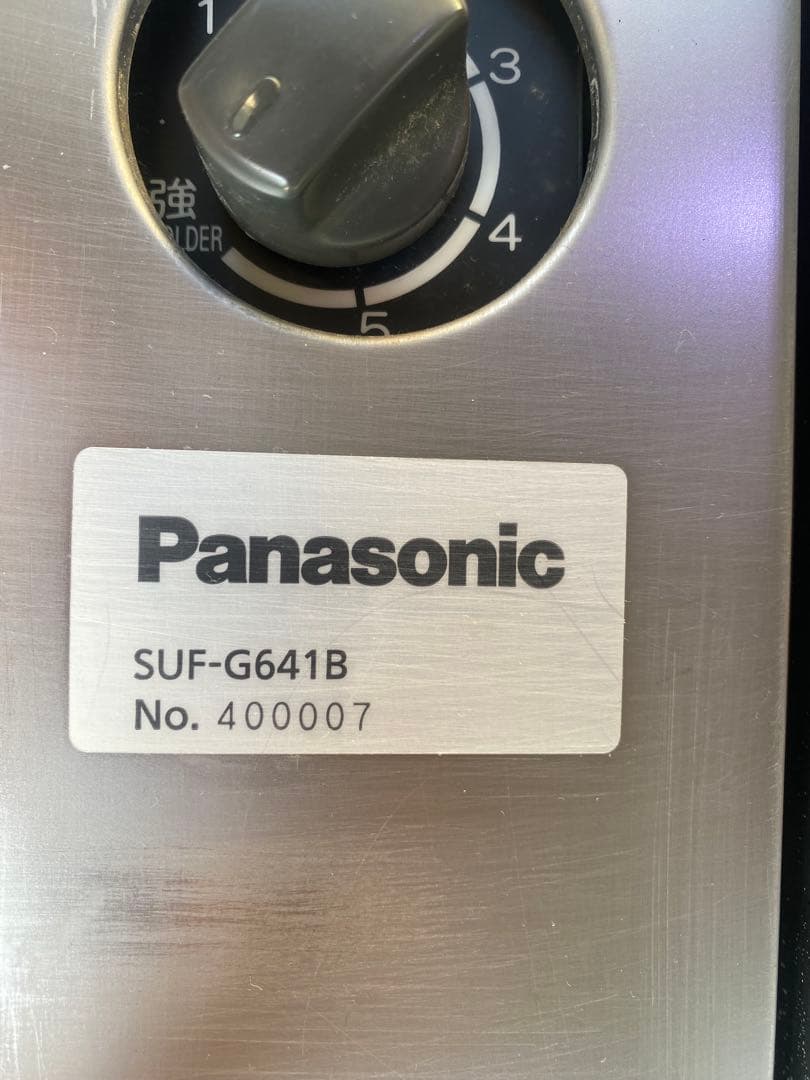 1
3
強
4
5
Panasonic
SUF-G641B
No. 400007